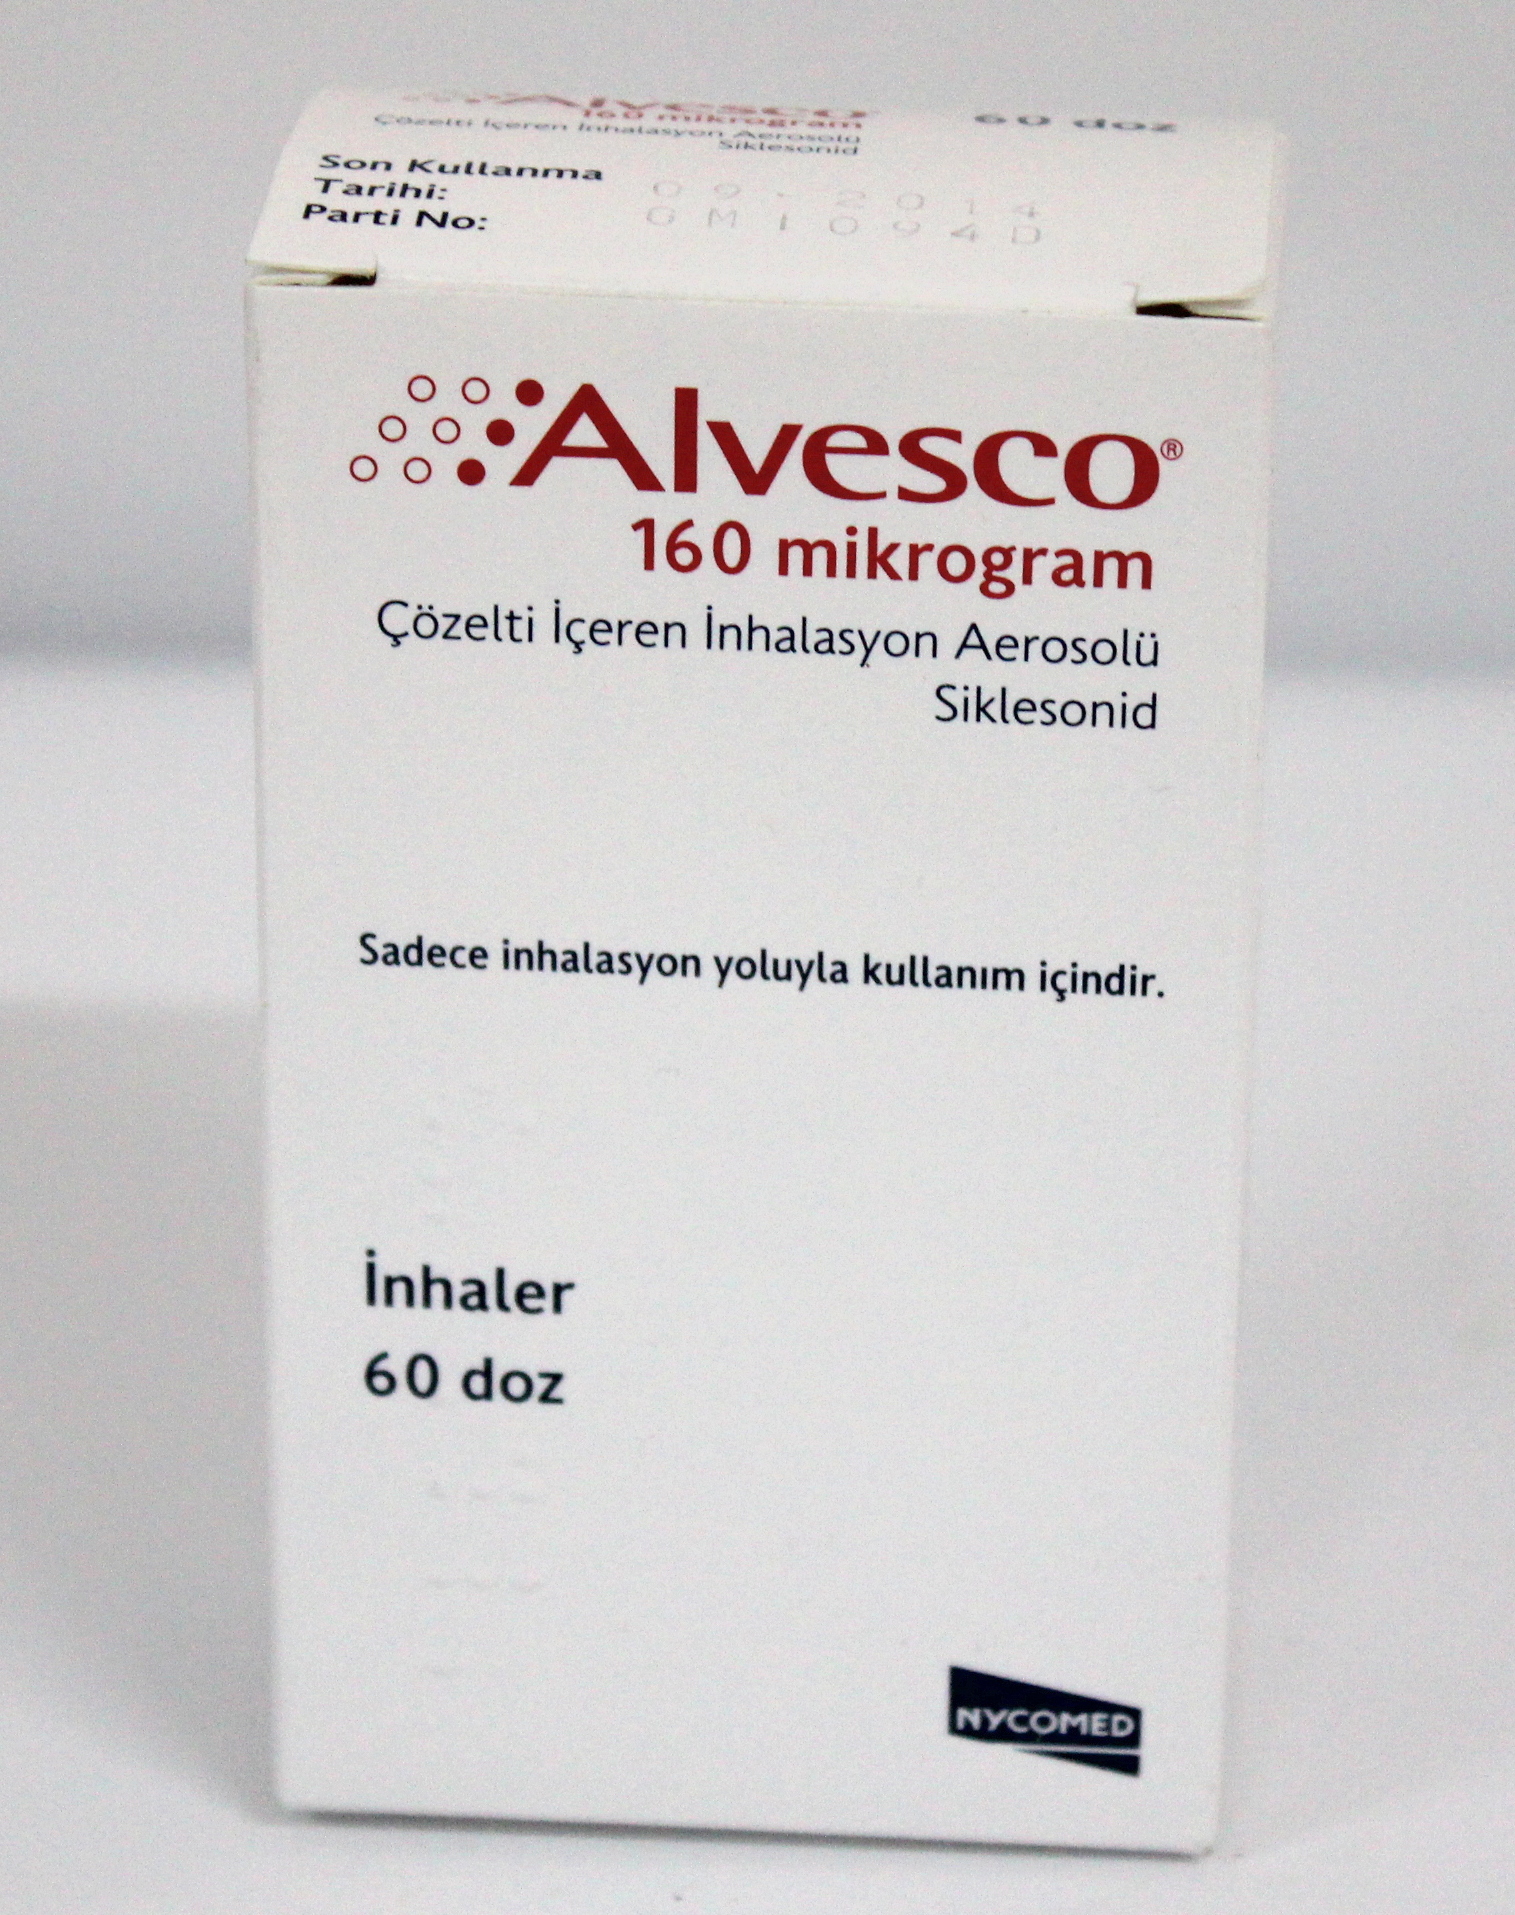 Alvesco
160 mikrogram
60 doz
Çözelti İçeren İnhalasyon Aerosolü
Siklesonid
Son Kullanma
Tarihi: 09-2014
Parti No: GM1094D
Alvesco®
160 mikrogram
Çözelti İçeren İnhalasyon Aerosolü
Siklesonid
Sadece inhalasyon yoluyla kullanım içindir.
İnhaler
60 doz
NYCOMED